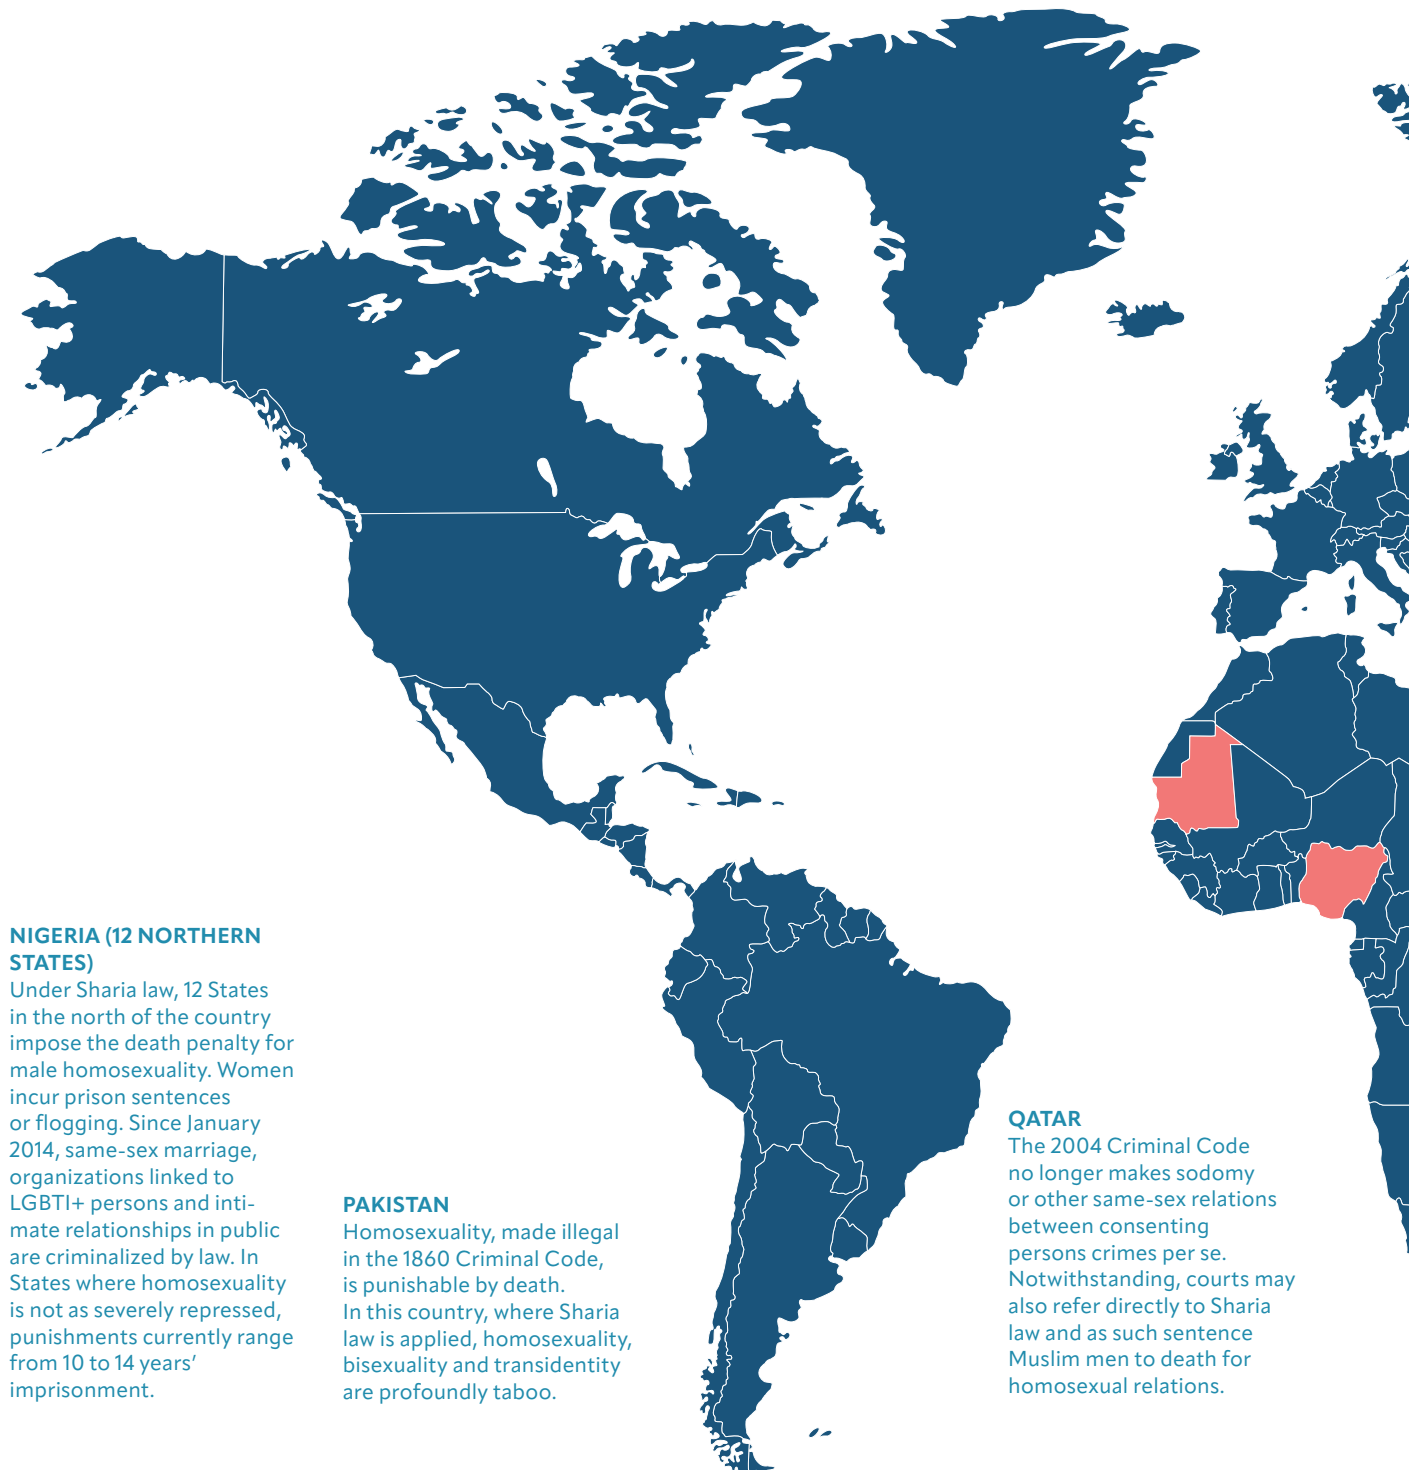 NIGERIA (12 NORTHERN
STATES)
Under Sharia law, 12 States
in the north of the country
impose the death penalty for
male homosexuality. Women
incur prison sentences
or flogging. Since January
2014, same-sex marriage,
organizations linked to
LGBTI+ persons and inti-
mate relationships in public
are criminalized by law. In
States where homosexuality
is not as severely repressed,
punishments currently range
from 10 to 14 years’
imprisonment.
PAKISTAN
Homosexuality, made illegal
in the 1860 Criminal Code,
is punishable by death.
In this country, where Sharia
law is applied, homosexuality,
bisexuality and transidentity
are profoundly taboo.
QATAR
The 2004 Criminal Code
no longer makes sodomy
or other same-sex relations
between consenting
persons crimes per se.
Notwithstanding, courts may
also refer directly to Sharia
law and as such sentence
Muslim men to death for
homosexual relations.